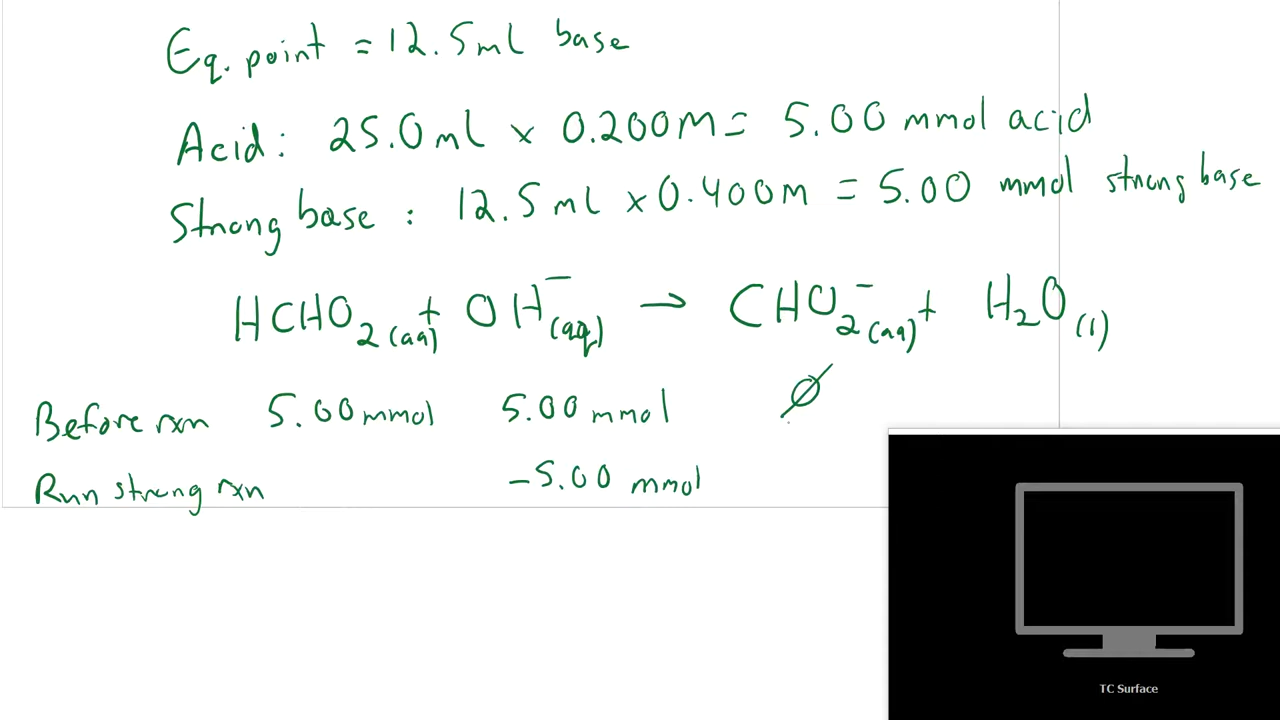 Eq. point = 12.5 ml base
Acid: 25.0 ml x 0.200M = 5.00 mmol acid
Strong base: 12.5 ml x 0.400M = 5.00 mmol strong base
HCHO₂(aq) + OH⁻(aq) → CHO₂⁻(aq) + H₂O(l)
Before rxn 5.00 mmol 5.00 mmol ∅
Run strong rxn -5.00 mmol
TC Surface